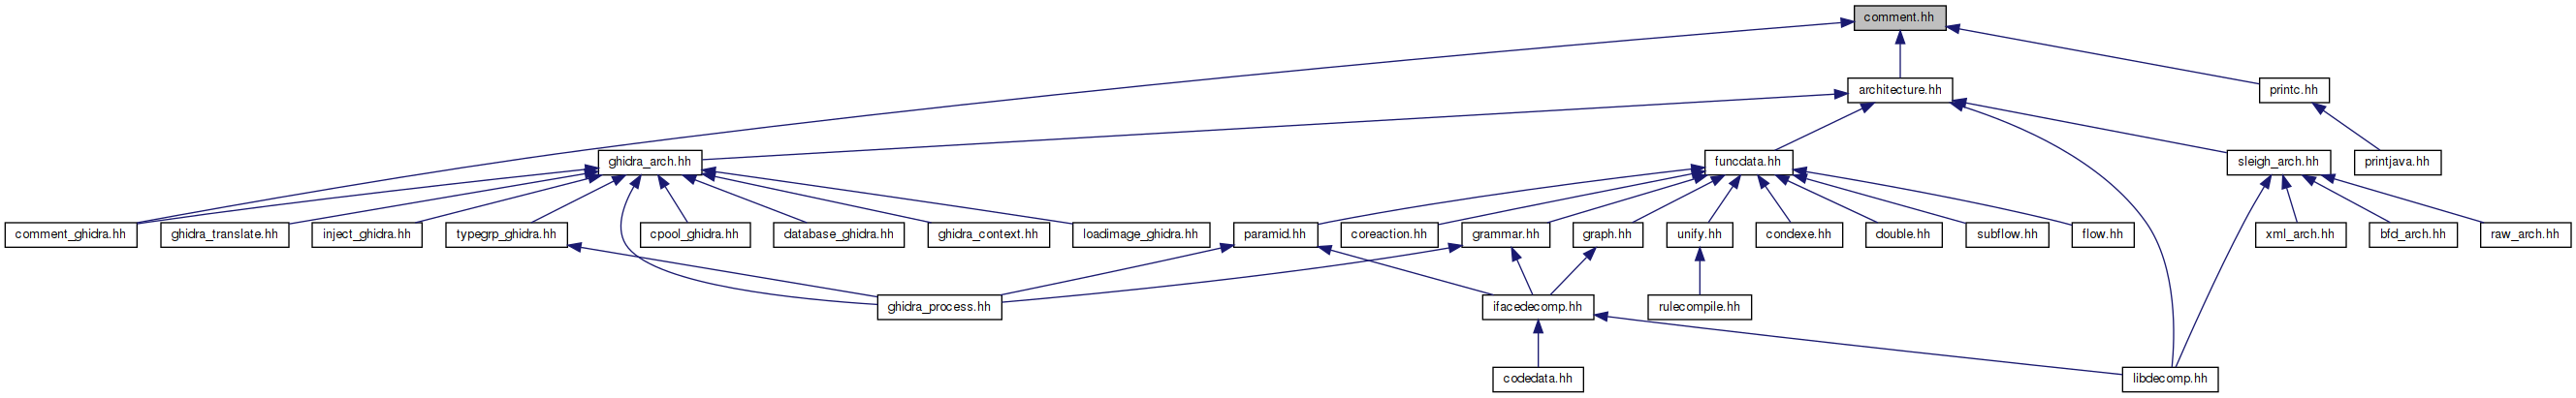 comment.hh
architecture.hh
printc.hh
ghidra_arch.hh
funcdata.hh
sleigh_arch.hh
printjava.hh
comment_ghidra.hh
ghidra_translate.hh
inject_ghidra.hh
typegrp_ghidra.hh
cpool_ghidra.hh
database_ghidra.hh
ghidra_context.hh
loadimage_ghidra.hh
paramid.hh
coreaction.hh
grammar.hh
graph.hh
unify.hh
condexe.hh
double.hh
subflow.hh
flow.hh
xml_arch.hh
bfd_arch.hh
raw_arch.hh
ghidra_process.hh
ifacedecomp.hh
rulecompile.hh
codedata.hh
libdecomp.hh